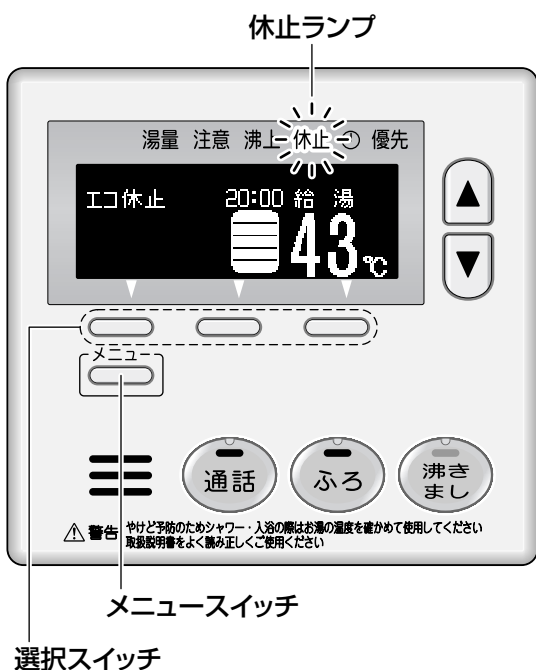 休止ランプ
湯量 注意 沸上 休止 優先
エコ休止 20:00 給湯
43℃
▲
▼
メニュー
通話 ふろ 沸きまし
警告 やけど予防のためシャワー・入浴の際はお湯の温度を確かめて使用してください
取扱説明書をよく読み正しくご使用ください
メニュースイッチ
選択スイッチ